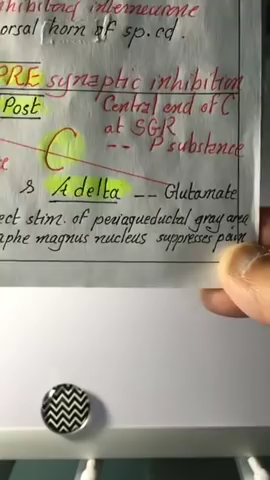 inhibitory interneurone
orsal horn of sp.cd.
PRE synaptic inhibition
Post Central end of C
at SGR
C -- P substance
& A delta -- Glutamate
ect stim. of periaqueductal gray area
aphe magnus nucleus suppresses pain